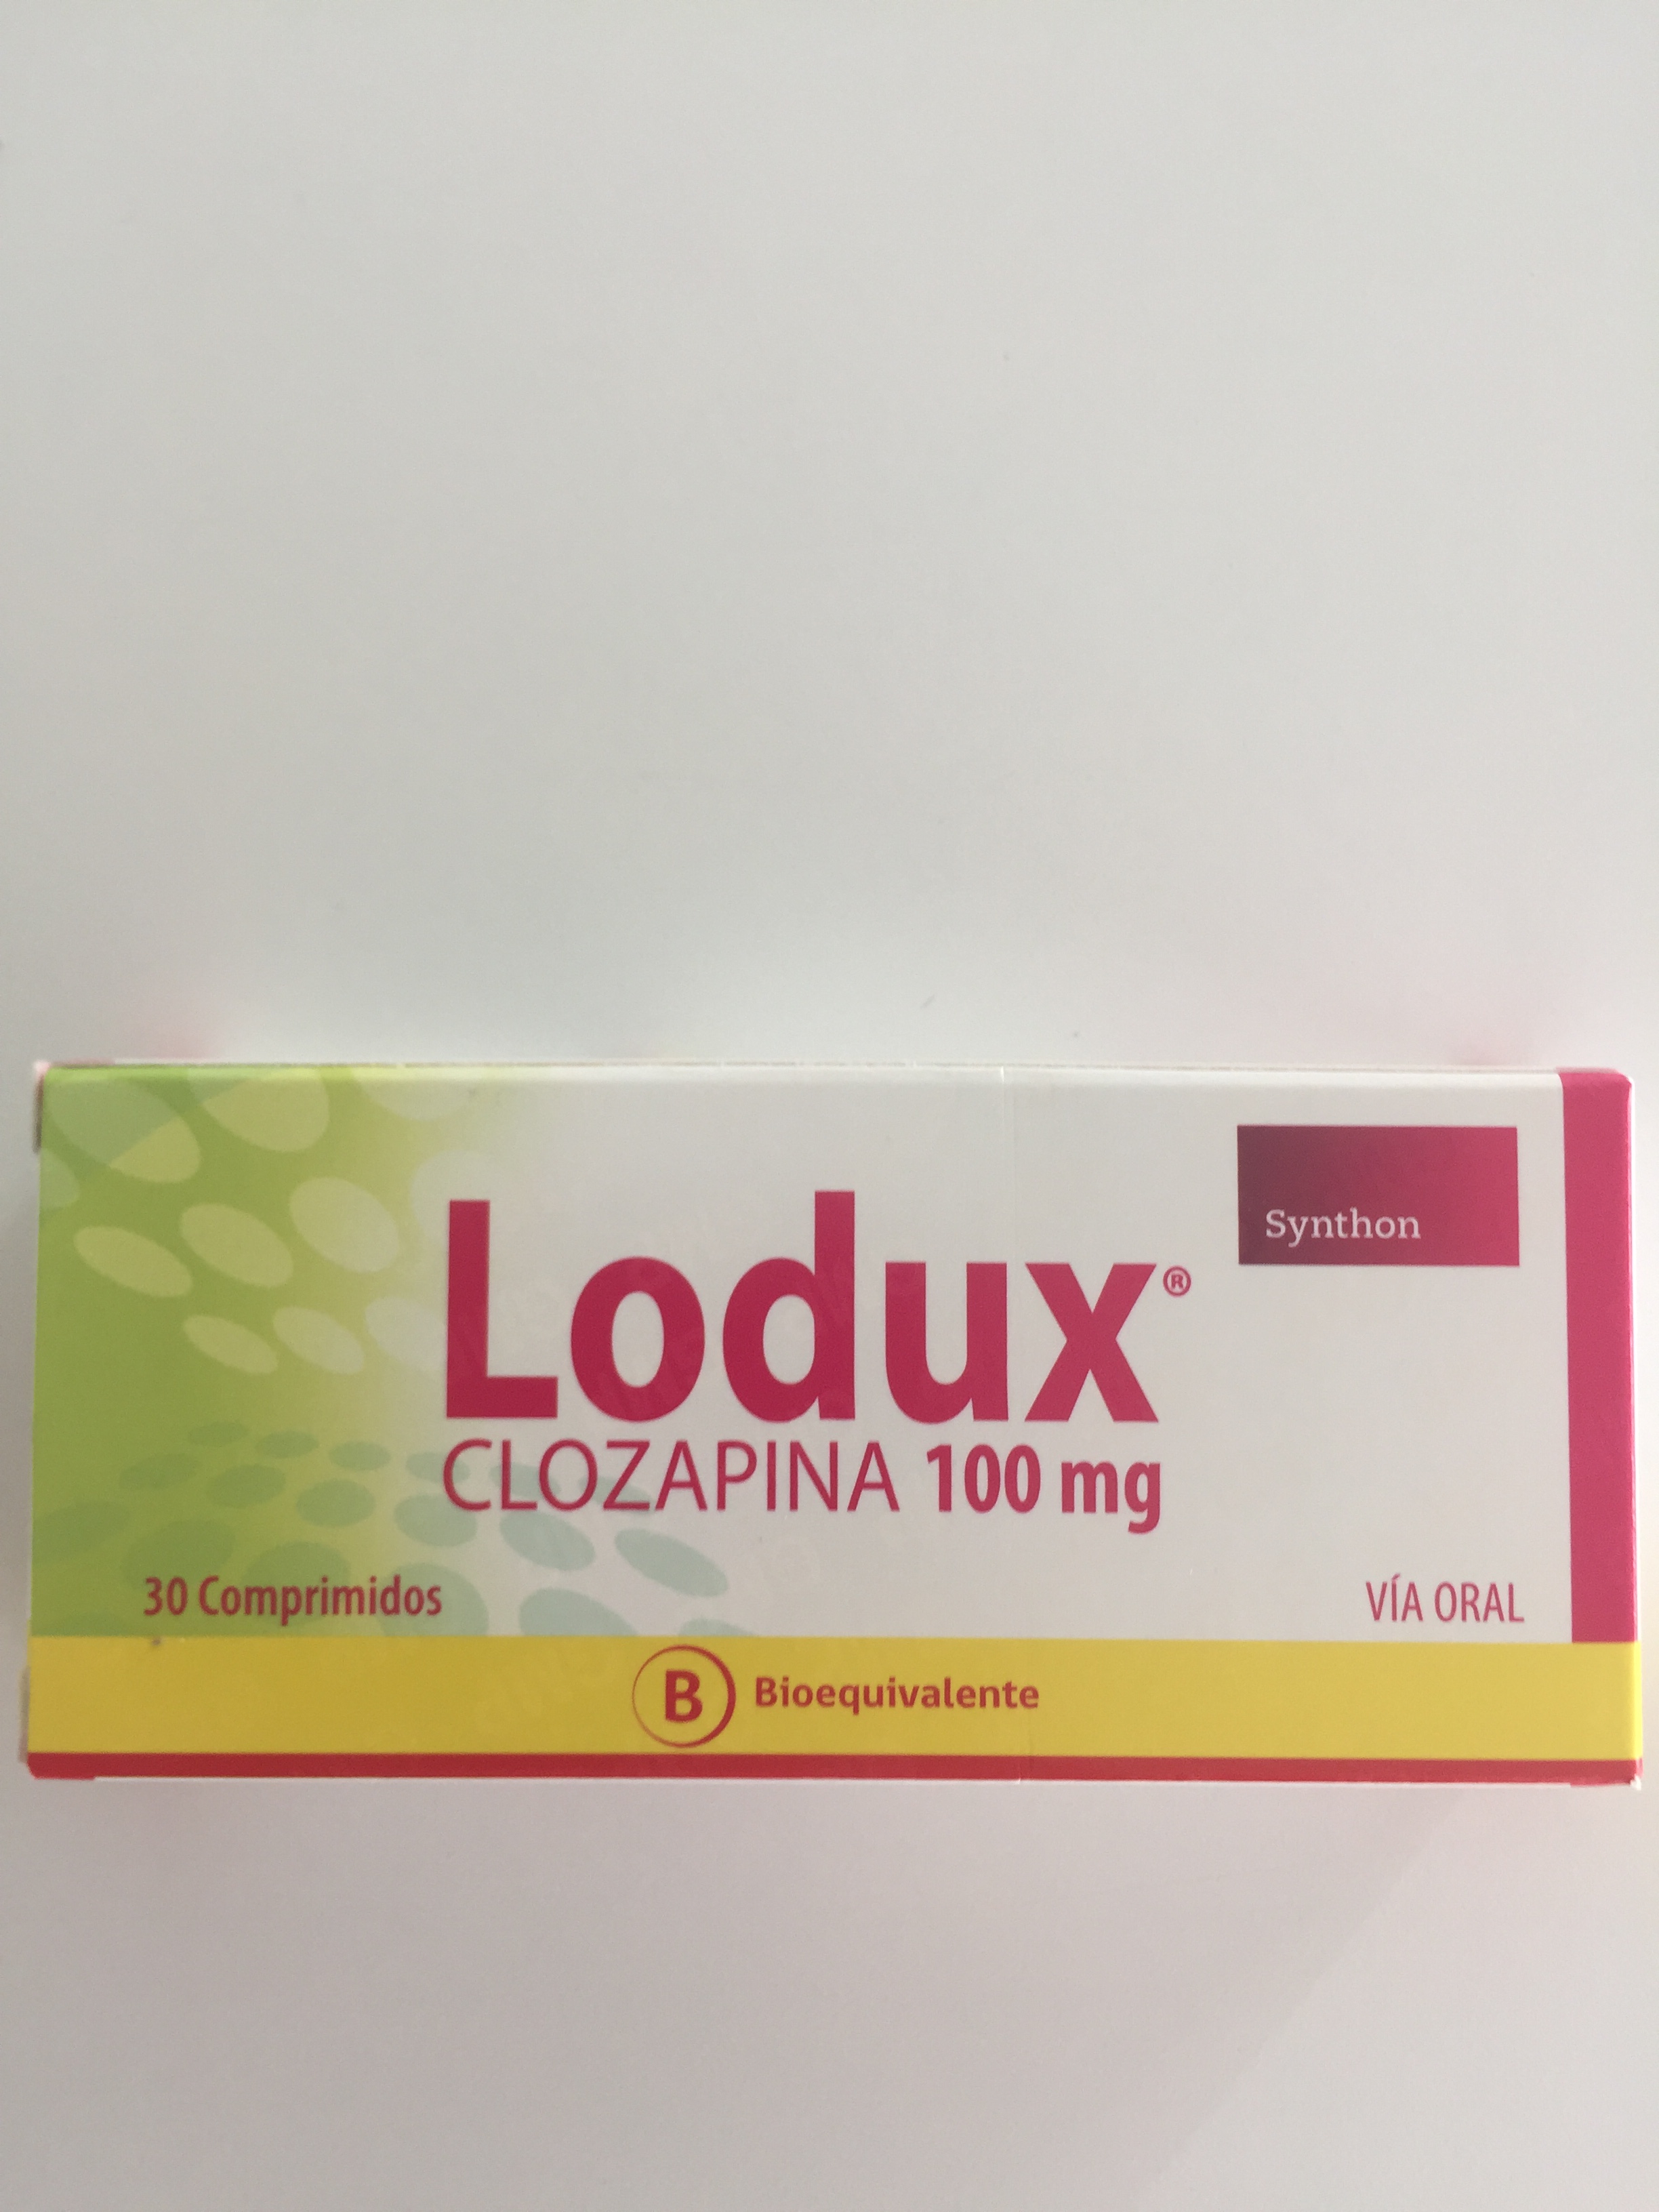 Synthon
Lodux®
CLOZAPINA 100 mg
30 Comprimidos
VÍA ORAL
B Bioequivalente